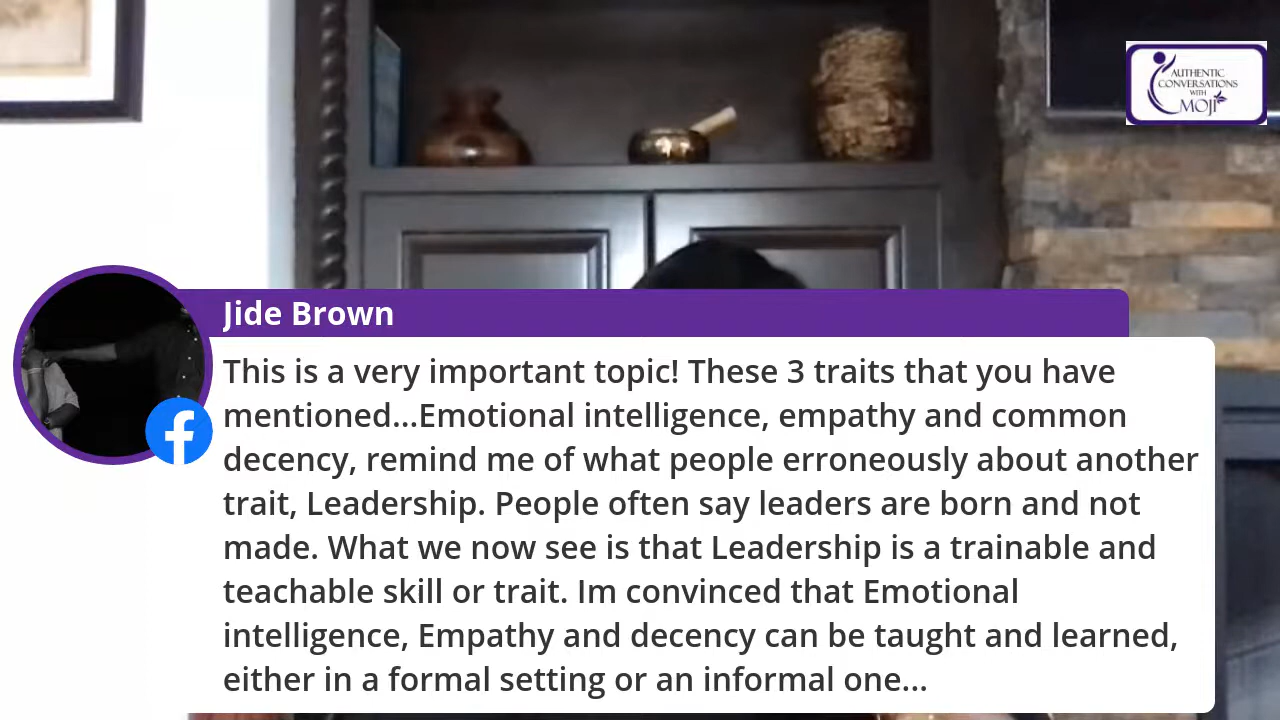 AUTHENTIC
CONVERSATIONS
WITH
MOJI
Jide Brown
This is a very important topic! These 3 traits that you have
mentioned...Emotional intelligence, empathy and common
decency, remind me of what people erroneously about another
trait, Leadership. People often say leaders are born and not
made. What we now see is that Leadership is a trainable and
teachable skill or trait. Im convinced that Emotional
intelligence, Empathy and decency can be taught and learned,
either in a formal setting or an informal one...